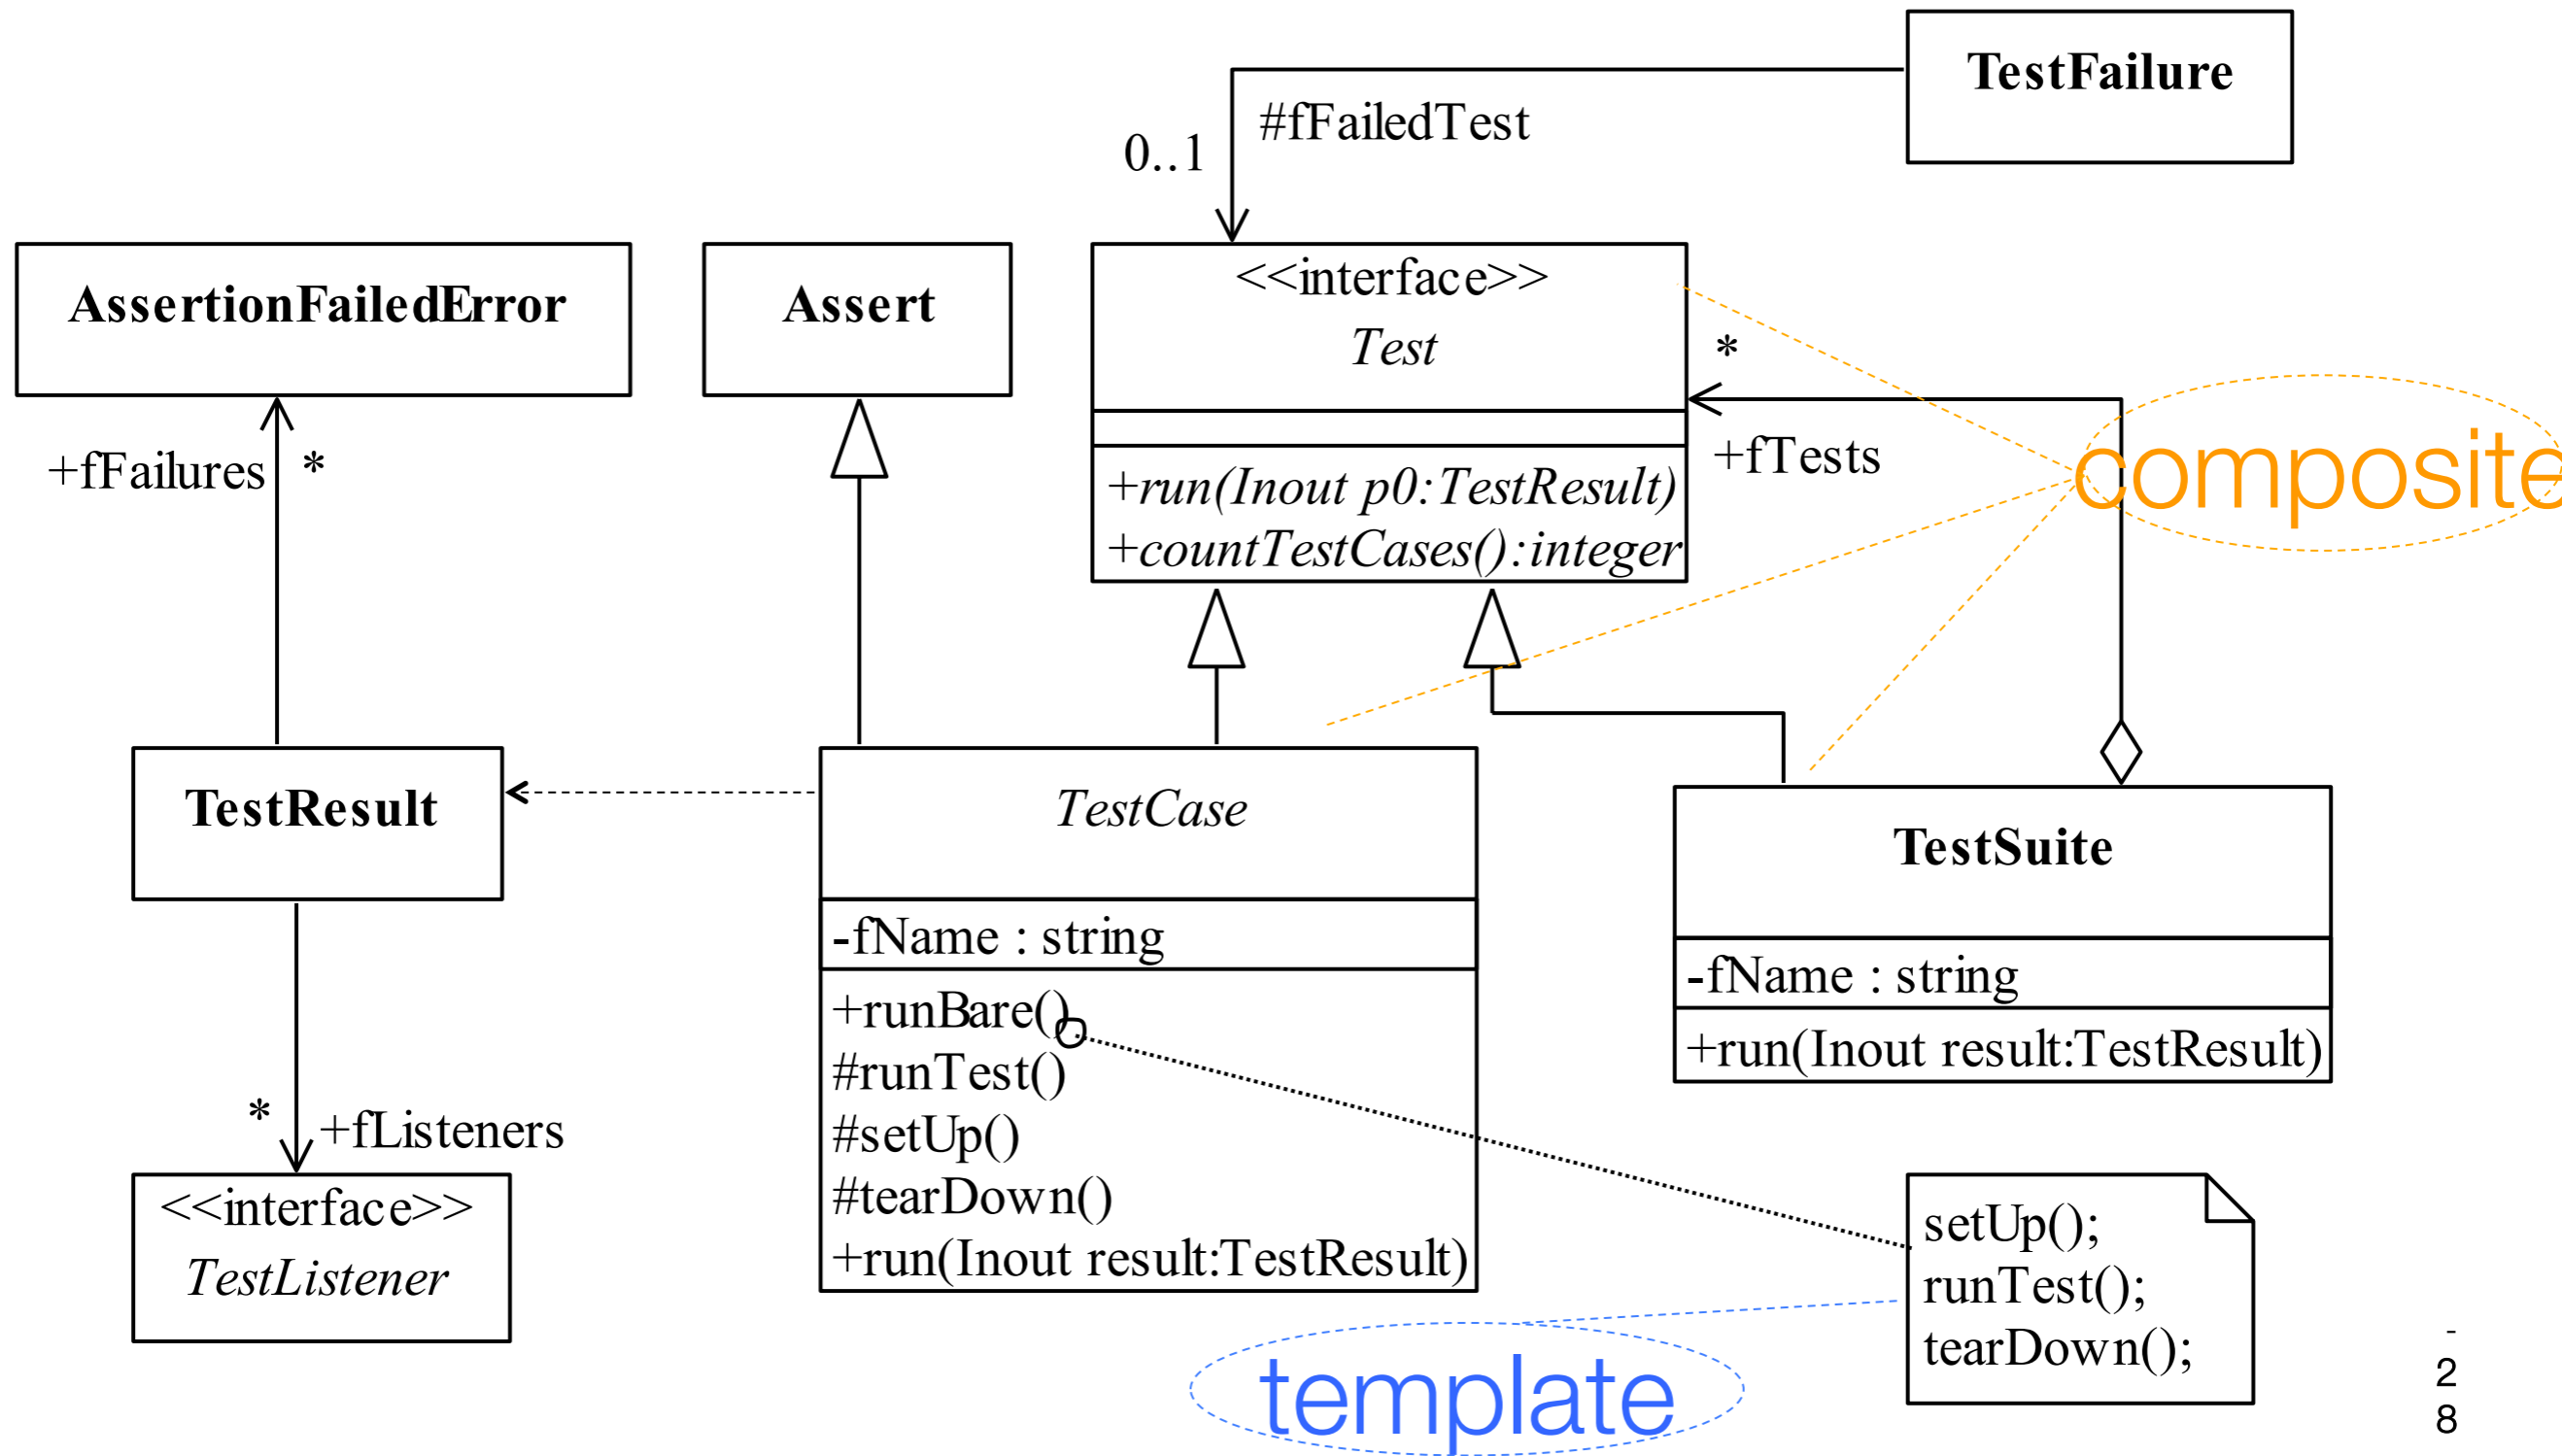 TestFailure
#fFailedTest
0..1
AssertionFailedError
Assert
<<interface>>
Test
+run(Inout p0:TestResult)
+countTestCases():integer
*
+fTests
composite
+fFailures
*
TestResult
TestCase
-fName : string
+runBare()
#runTest()
#setUp()
#tearDown()
+run(Inout result:TestResult)
TestSuite
-fName : string
+run(Inout result:TestResult)
*
+fListeners
<<interface>>
TestListener
setUp();
runTest();
tearDown();
template
-
2
8